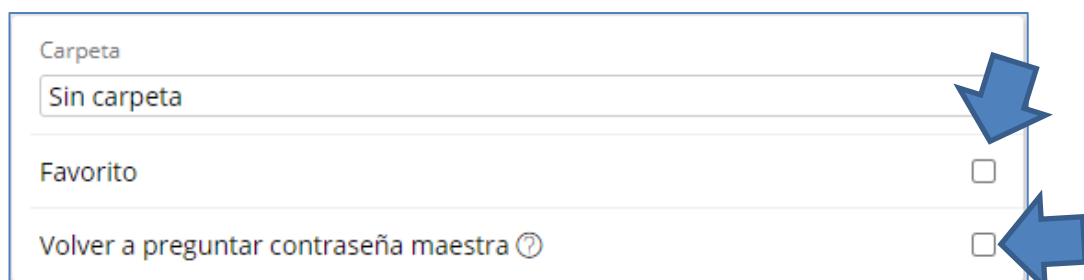 Carpeta
Sin carpeta
Favorito
Volver a preguntar contraseña maestra ?